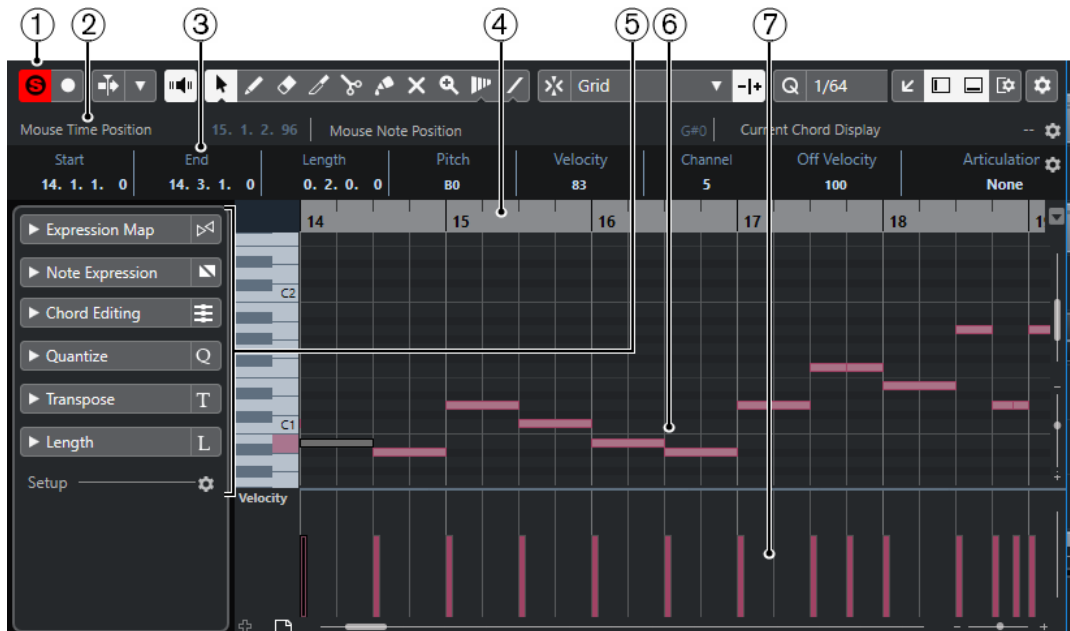 1 2 3 4 5 6 7
S Grid Q 1/64
Mouse Time Position 15. 1. 2. 96 Mouse Note Position G#0 Current Chord Display --
Start End Length Pitch Velocity Channel Off Velocity Articulation
14. 1. 1. 0 14. 3. 1. 0 0. 2. 0. 0 B0 83 5 100 None
14 15 16 17 18 1
Expression Map
Note Expression
C2
Chord Editing
Quantize Q
Transpose T
C1
Length L
Setup
Velocity